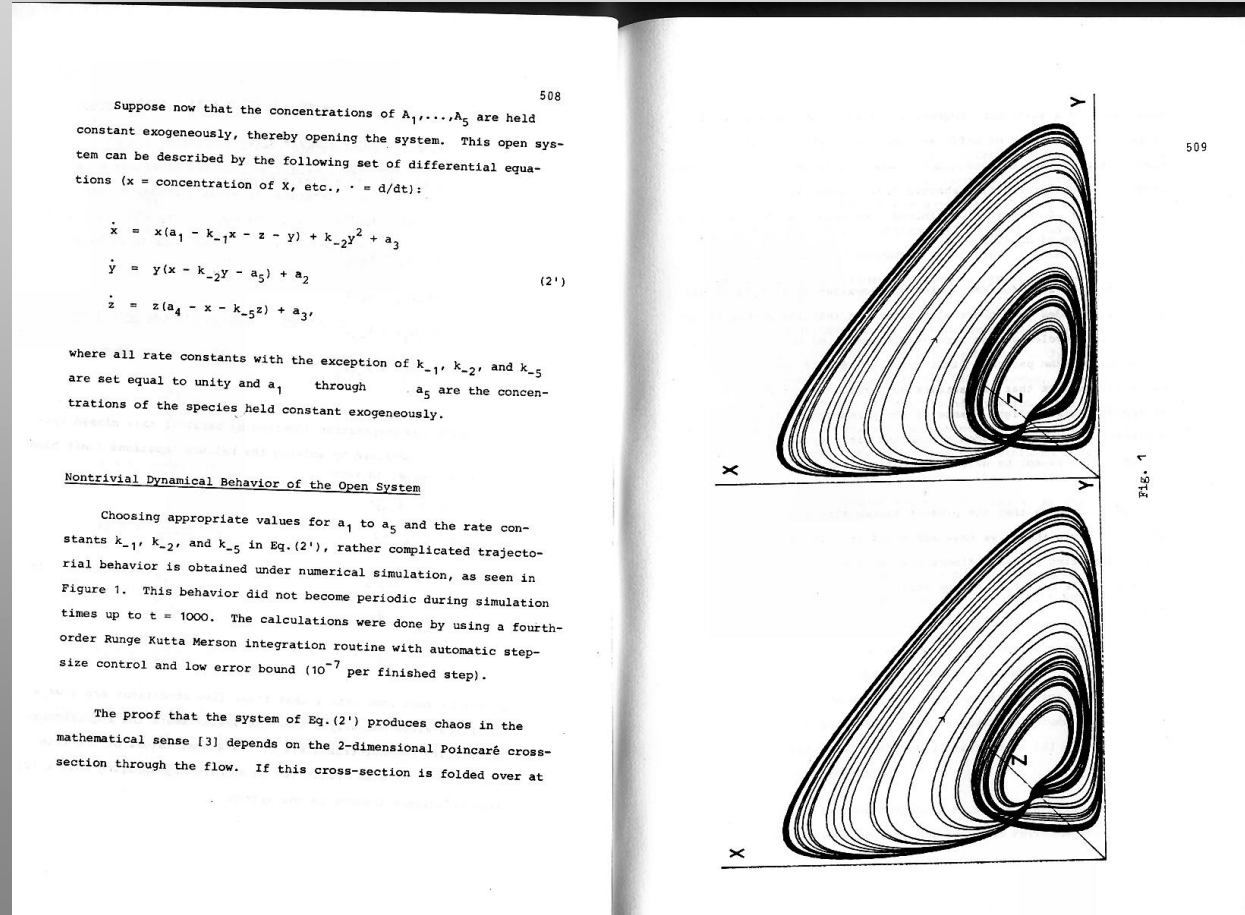 508
Suppose now that the concentrations of A₁,...,A₅ are held
constant exogeneously, thereby opening the system. This open sys-
tem can be described by the following set of differential equa-
tions (x = concentration of X, etc., · = d/dt):
ẋ = x(a₁ - k₋₁x - z - y) + k₋₂y² + a₃
ẏ = y(x - k₋₂y - a₅) + a₂
(2')
ż = z(a₄ - x - k₋₅z) + a₃,
where all rate constants with the exception of k₋₁, k₋₂, and k₋₅
are set equal to unity and a₁ through a₅ are the concen-
trations of the species held constant exogeneously.
Nontrivial Dynamical Behavior of the Open System
Choosing appropriate values for a₁ to a₅ and the rate con-
stants k₋₁, k₋₂, and k₋₅ in Eq.(2'), rather complicated trajecto-
rial behavior is obtained under numerical simulation, as seen in
Figure 1. This behavior did not become periodic during simulation
times up to t = 1000. The calculations were done by using a fourth-
order Runge Kutta Merson integration routine with automatic step-
size control and low error bound (10⁻⁷ per finished step).
The proof that the system of Eq.(2') produces chaos in the
mathematical sense [3] depends on the 2-dimensional Poincaré cross-
section through the flow. If this cross-section is folded over at
509
Y
Z
X
Y
Z
X
Fig. 1